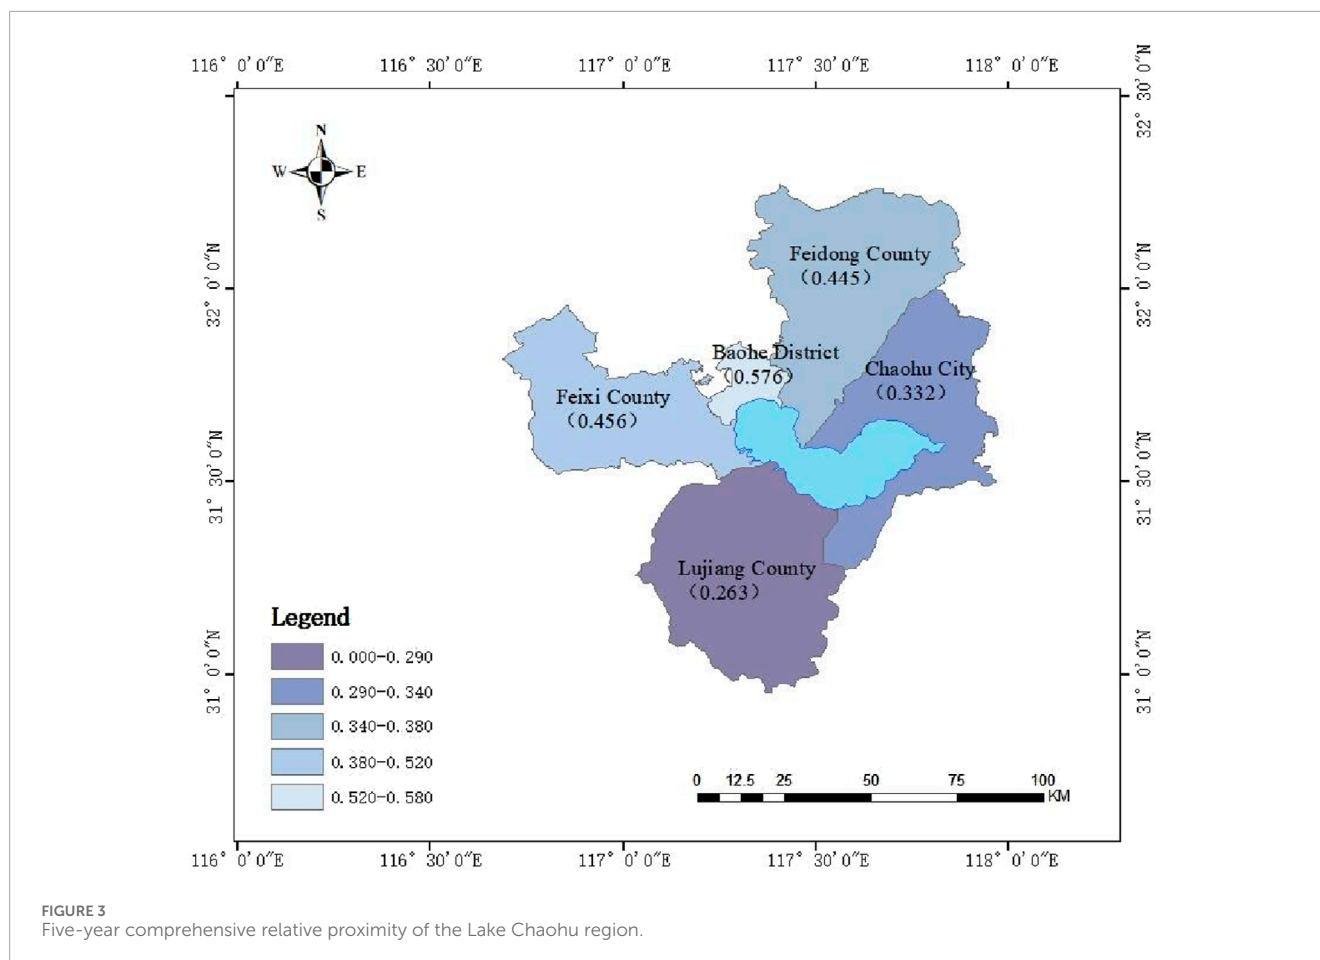 116° 0′0″E 116° 30′0″E 117° 0′0″E 117° 30′0″E 118° 0′0″E
32° 30′0″N
N
W E
S
Feidong County
(0.445)
32° 0′0″N
32° 0′0″N
Baohe District
(0.576)
Chaohu City
(0.332)
Feixi County
(0.456)
31° 30′0″N
31° 30′0″N
Lujiang County
(0.263)
31° 0′0″N
31° 0′0″N
Legend
0.000-0.290
0.290-0.340
0.340-0.380
0.380-0.520
0.520-0.580
0 12.5 25 50 75 100
KM
116° 0′0″E 116° 30′0″E 117° 0′0″E 117° 30′0″E 118° 0′0″E
FIGURE 3
Five-year comprehensive relative proximity of the Lake Chaohu region.